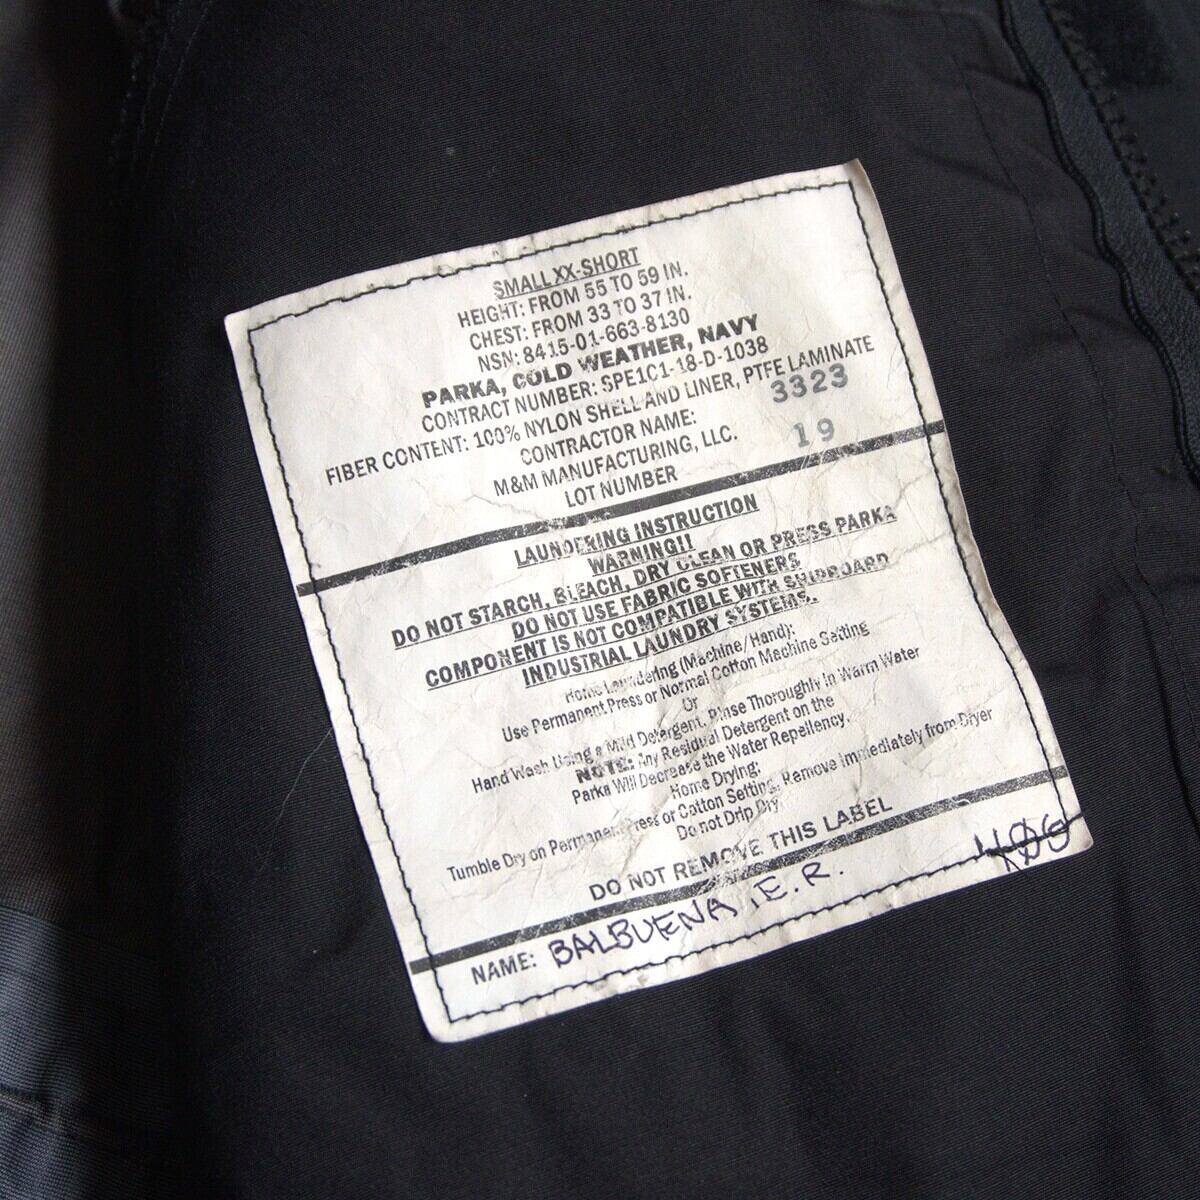 SMALL XX-SHORT
HEIGHT: FROM 55 TO 59 IN.
CHEST: FROM 33 TO 37 IN.
NSN: 8415-01-663-8130
PARKA, COLD WEATHER, NAVY
CONTRACT NUMBER: SPE1C1-18-D-1038
FIBER CONTENT: 100% NYLON SHELL AND LINER, PTFE LAMINATE
CONTRACTOR NAME: 3323
M&M MANUFACTURING, LLC. 19
LOT NUMBER
LAUNDERING INSTRUCTION
WARNING!!
DO NOT STARCH, BLEACH, DRY CLEAN OR PRESS PARKA
DO NOT USE FABRIC SOFTENERS
COMPONENT IS NOT COMPATIBLE WITH SHIPBOARD
INDUSTRIAL LAUNDRY SYSTEMS.
Home Laundering (Machine/Hand):
Use Permanent Press or Normal Cotton Machine Setting
Or
Hand Wash Using a Mild Detergent, Rinse Thoroughly in Warm Water
NOTE: Any Residual Detergent on the
Parka Will Decrease the Water Repellency.
Home Drying:
Tumble Dry on Permanent Press or Cotton Setting, Remove Immediately from Dryer
Do not Drip Dry
DO NOT REMOVE THIS LABEL
NAME: BALBUENA, E.R.